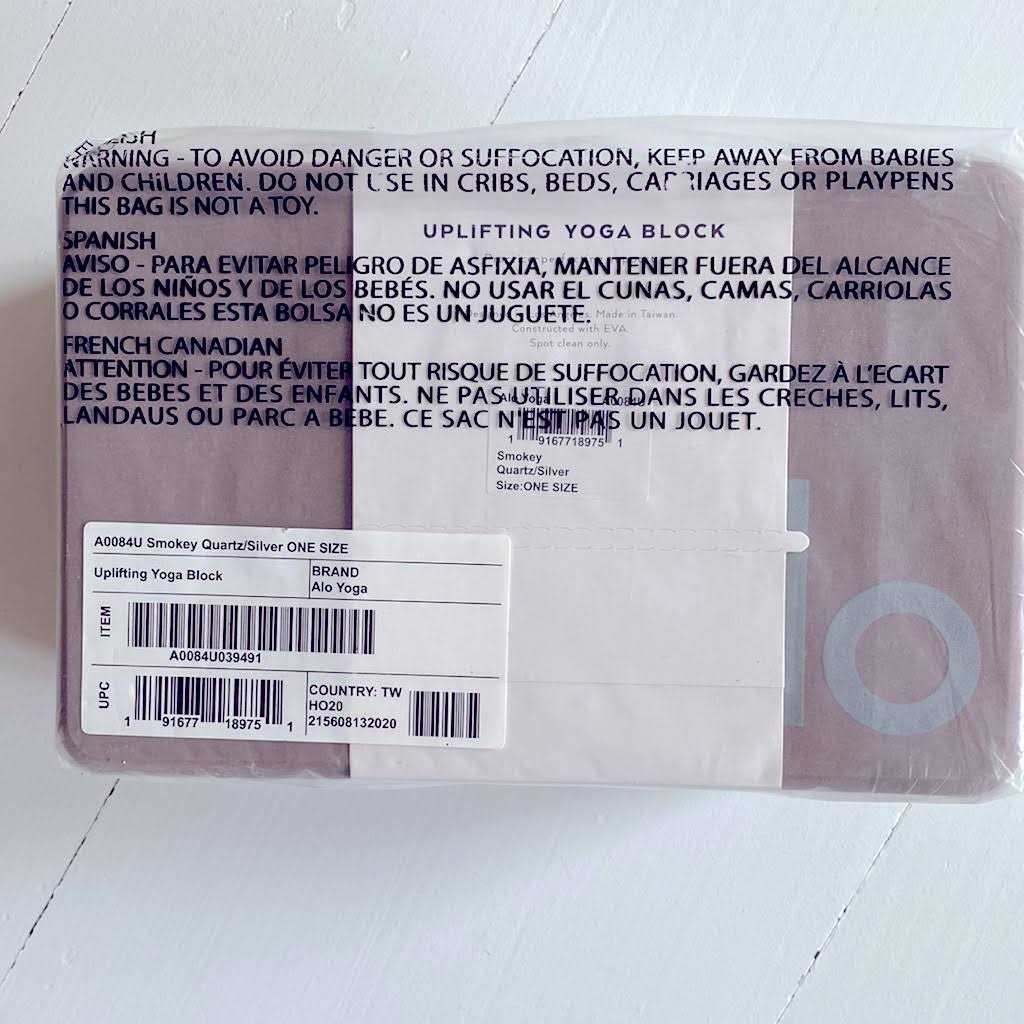 WARNING - TO AVOID DANGER OR SUFFOCATION, KEEP AWAY FROM BABIES
AND CHILDREN. DO NOT USE IN CRIBS, BEDS, CARRIAGES OR PLAYPENS
THIS BAG IS NOT A TOY.
SPANISH
AVISO - PARA EVITAR PELIGRO DE ASFIXIA, MANTENER FUERA DEL ALCANCE
DE LOS NIÑOS Y DE LOS BEBÉS. NO USAR EL CUNAS, CAMAS, CARRIOLAS
O CORRALES ESTA BOLSA NO ES UN JUGUETE.
FRENCH CANADIAN
ATTENTION - POUR ÉVITER TOUT RISQUE DE SUFFOCATION, GARDEZ À L'ECART
DES BEBES ET DES ENFANTS. NE PAS UTILISER DANS LES CRECHES, LITS,
LANDAUS OU PARC A BEBE. CE SAC N'EST PAS UN JOUET.
UPLIFTING YOGA BLOCK
Made in Taiwan.
Constructed with EVA.
Spot clean only.
Alo Yoga A0084U
1 9167718975 1
Smokey
Quartz/Silver
Size:ONE SIZE
A0084U Smokey Quartz/Silver ONE SIZE
Uplifting Yoga Block
BRAND
Alo Yoga
ITEM
A0084U039491
UPC
1 91677 18975 1
COUNTRY: TW
HO20
215608132020
lo